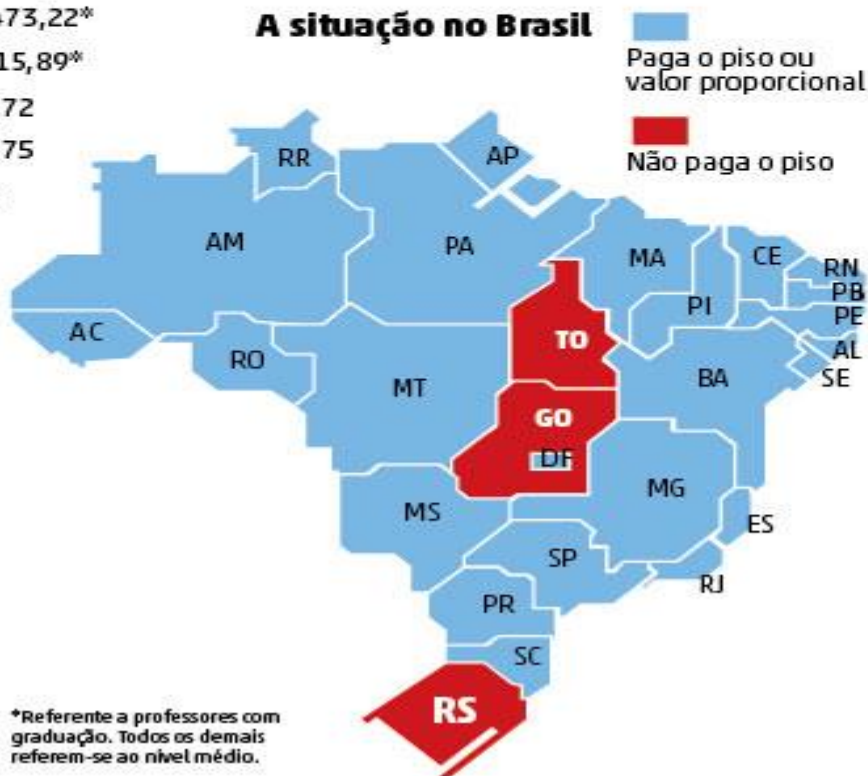 473,22*
15,89*
72
75
A situação no Brasil
Paga o piso ou
valor proporcional
Não paga o piso
RR
AP
AM
PA
MA
CE
RN
PB
PE
PI
AC
RO
TO
AL
SE
BA
MT
GO
DF
MG
MS
ES
SP
RJ
PR
SC
RS
*Referente a professores com
graduação. Todos os demais
referem-se ao nível médio.